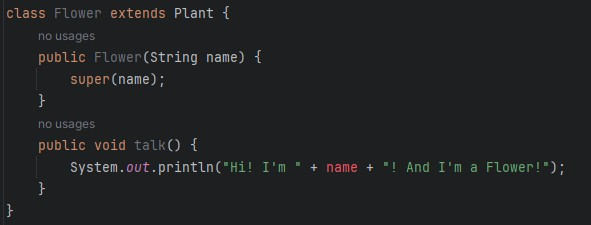 class Flower extends Plant {
no usages
public Flower(String name) {
super(name);
}
no usages
public void talk() {
System.out.println("Hi! I'm " + name + "! And I'm a Flower!");
}
}